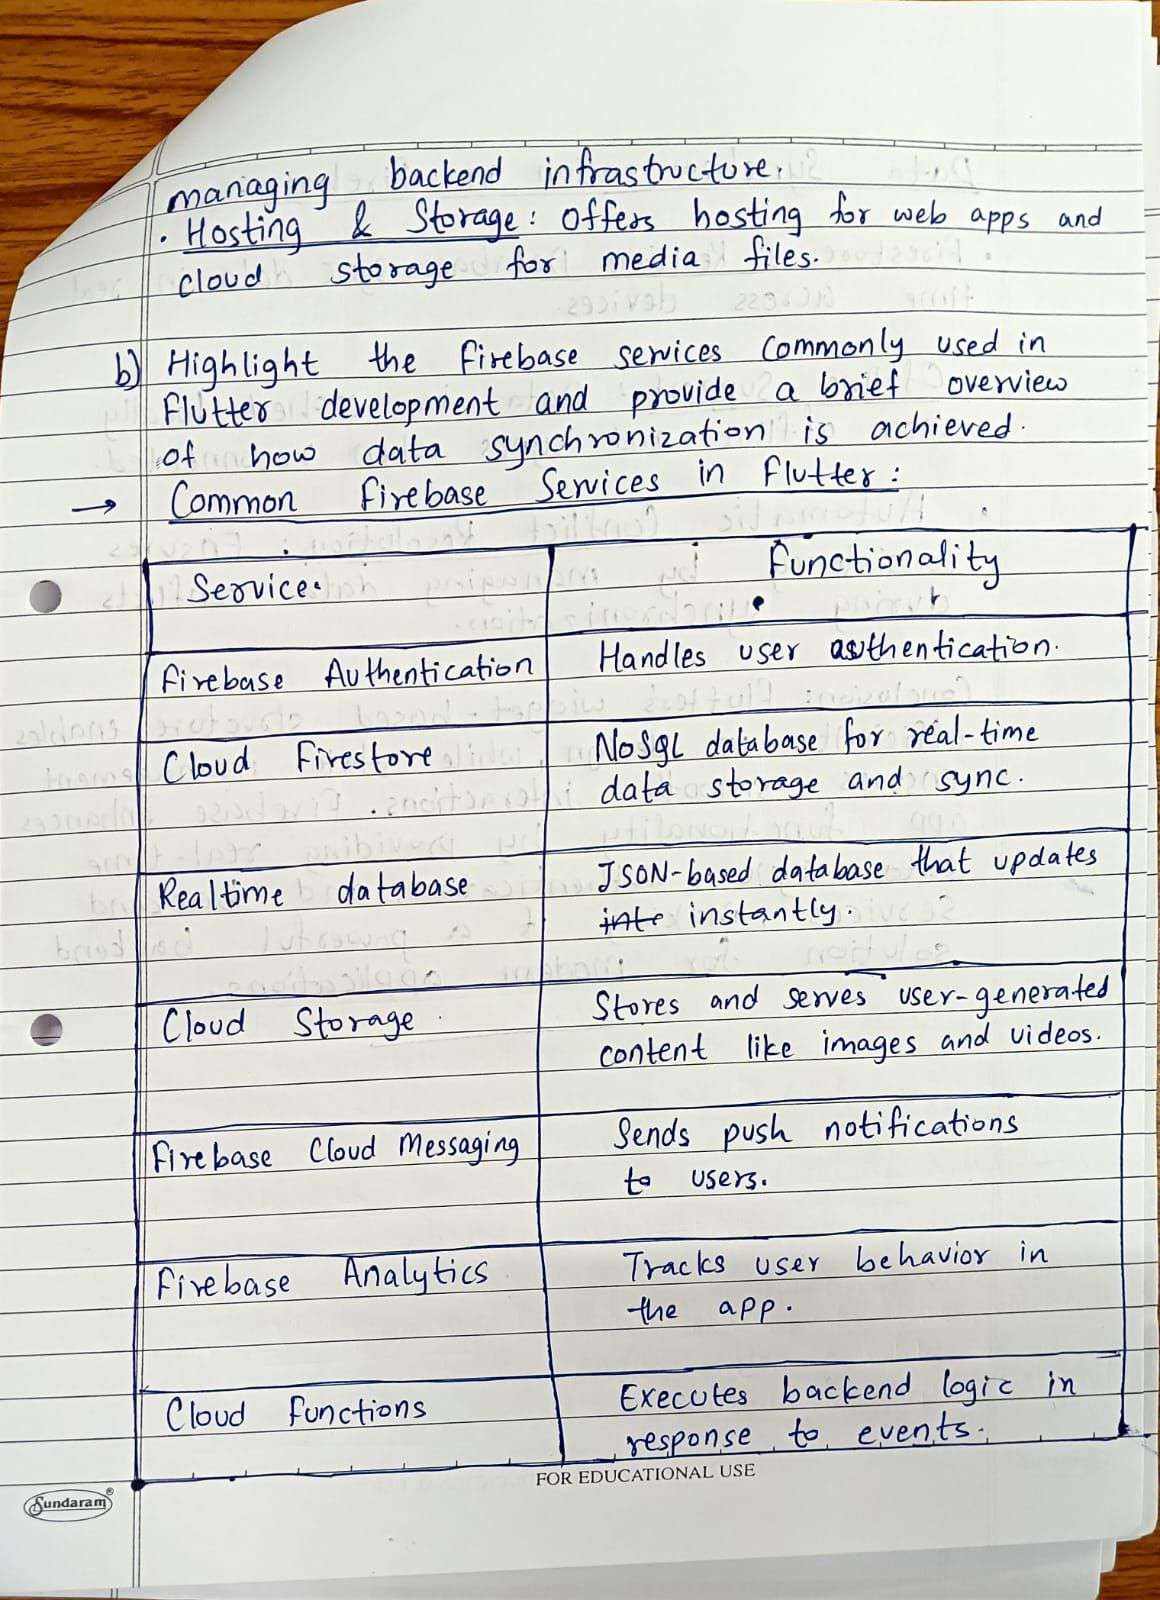 managing backend infrastructure.
. Hosting & Storage: Offers hosting for web apps and
cloud storage for media files.
b) Highlight the Firebase services commonly used in
Flutter development and provide a brief overview
of how data synchronization is achieved.
→ Common Firebase Services in Flutter:
Service Functionality
Firebase Authentication Handles user authentication.
Cloud Firestore NoSQL database for real-time
data storage and sync.
Realtime database JSON-based database that updates
inte instantly.
Cloud Storage Stores and serves user-generated
content like images and videos.
Firebase Cloud Messaging Sends push notifications
to users.
Firebase Analytics Tracks user behavior in
the app.
Cloud Functions Executes backend logic in
response to events.
FOR EDUCATIONAL USE
Sundaram®